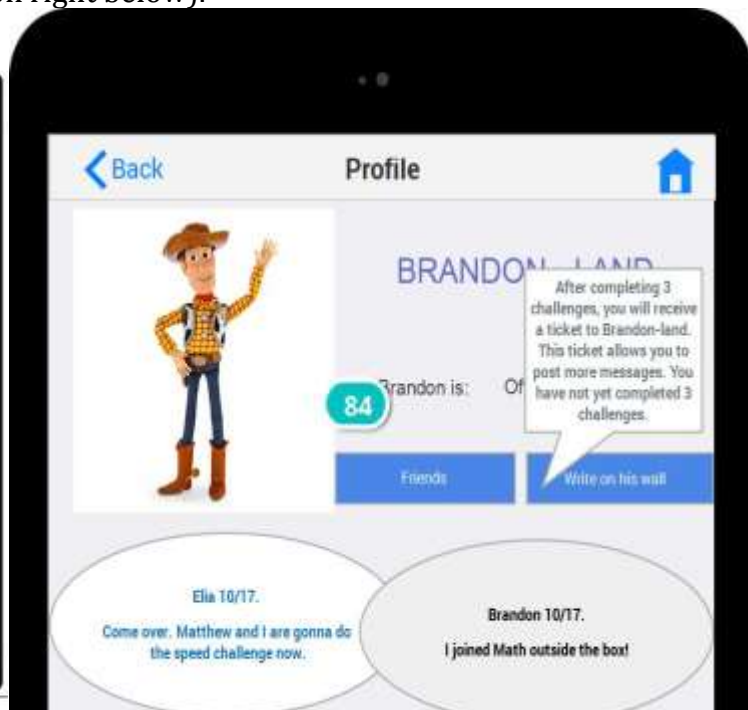 Back
Profile
BRANDON
After completing 3
challenges, you will receive
a ticket to Brandon-land.
This ticket allows you to
post more messages. You
have not yet completed 3
challenges.
84
Brandon is:
Friends
Write on his wall
Elia 10/17.
Come over. Matthew and I are gonna do
the speed challenge now.
Brandon 10/17.
I joined Math outside the box!